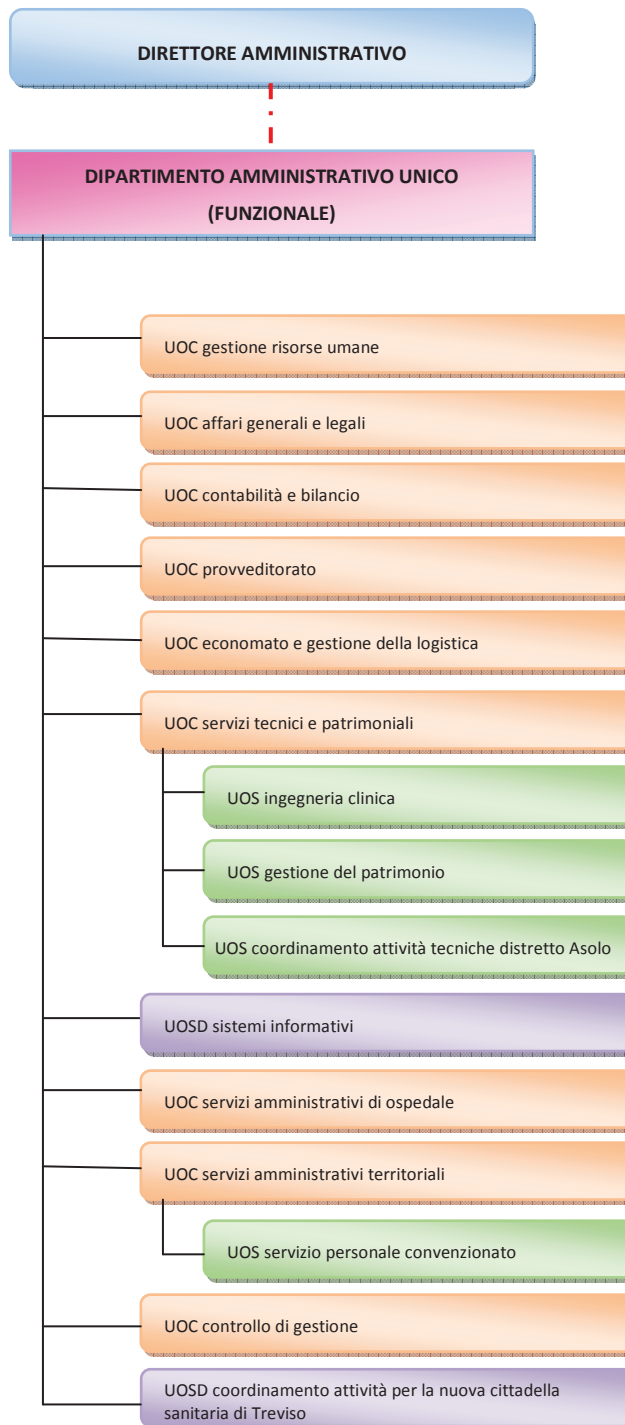 DIRETTORE AMMINISTRATIVO
DIPARTIMENTO AMMINISTRATIVO UNICO
(FUNZIONALE)
UOC gestione risorse umane
UOC affari generali e legali
UOC contabilità e bilancio
UOC provveditorato
UOC economato e gestione della logistica
UOC servizi tecnici e patrimoniali
UOS ingegneria clinica
UOS gestione del patrimonio
UOS coordinamento attività tecniche distretto Asolo
UOSD sistemi informativi
UOC servizi amministrativi di ospedale
UOC servizi amministrativi territoriali
UOS servizio personale convenzionato
UOC controllo di gestione
UOSD coordinamento attività per la nuova cittadella
sanitaria di Treviso